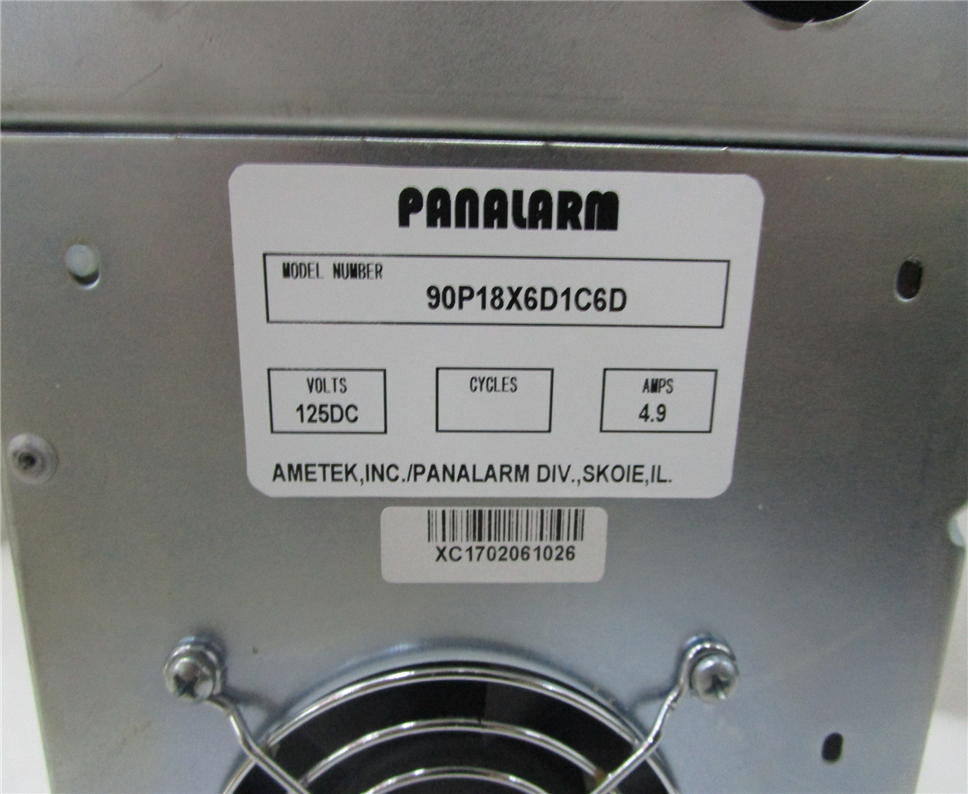 PANALARM
MODEL NUMBER
90P18X6D1C6D
VOLTS
125DC
CYCLES
AMPS
4.9
AMETEK,INC./PANALARM DIV.,SKOIE,IL.
XC1702061026